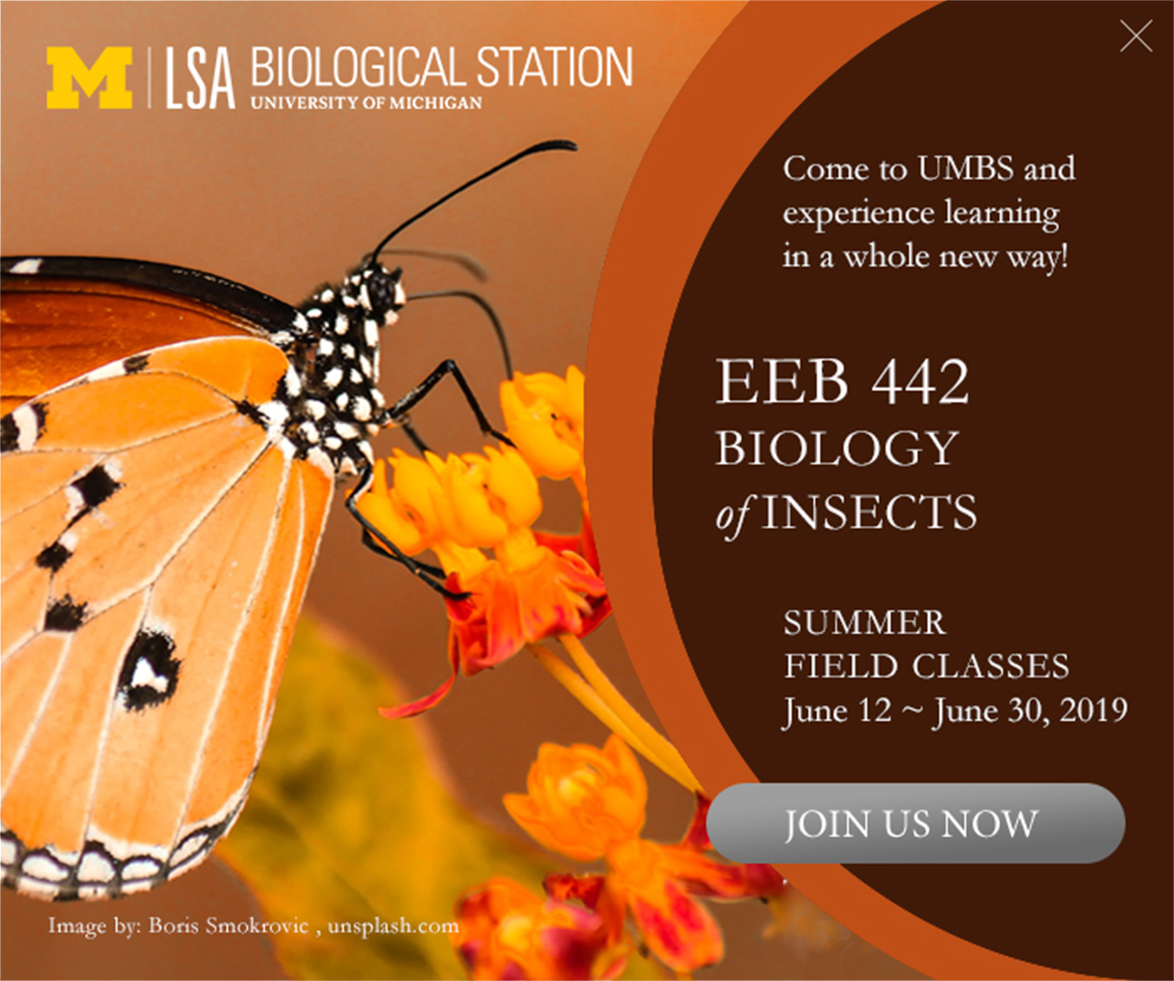 M LSA BIOLOGICAL STATION
UNIVERSITY OF MICHIGAN
Come to UMBS and
experience learning
in a whole new way!
EEB 442
BIOLOGY
of INSECTS
SUMMER
FIELD CLASSES
June 12 ~ June 30, 2019
JOIN US NOW
Image by: Boris Smokrovic , unsplash.com